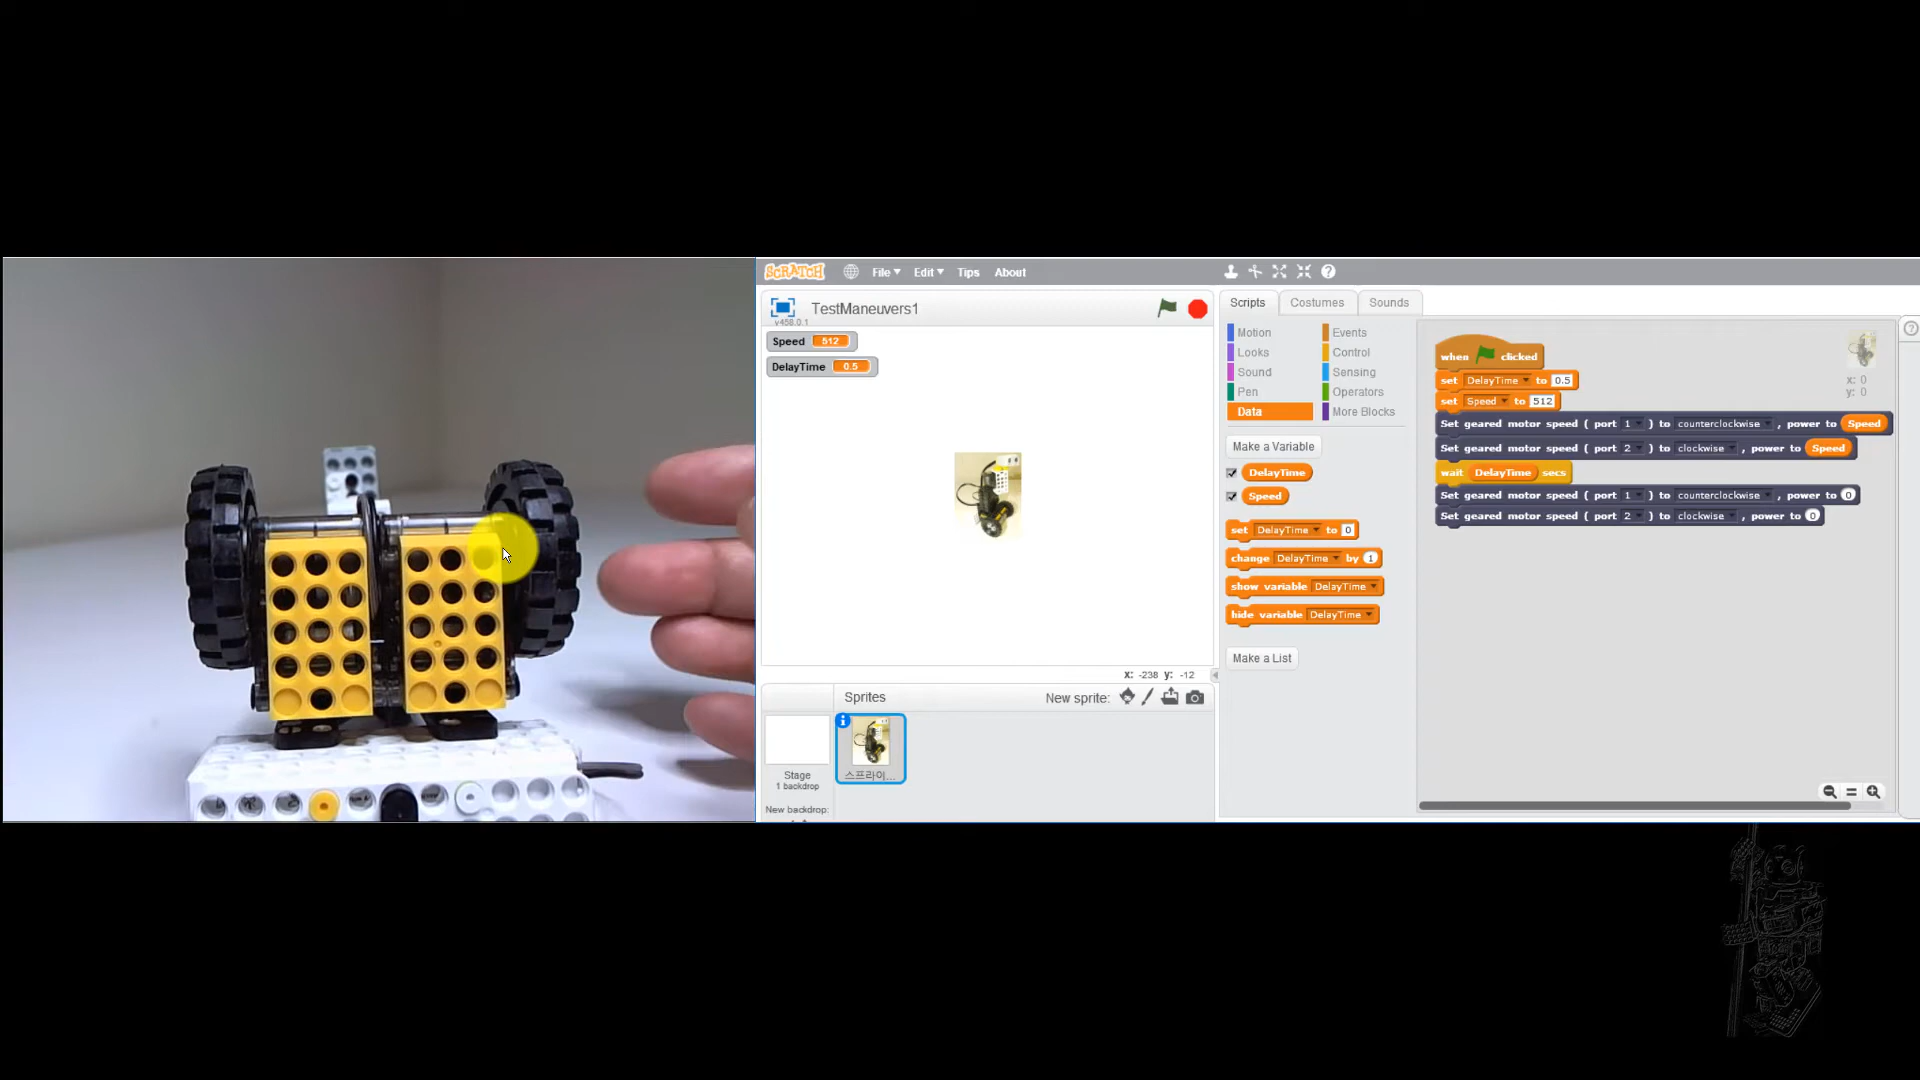 SCRATCH File Edit Tips About
TestManeuvers1
v458.0.1
Speed 512
DelayTime 0.5
x: -238 y: -12
Sprites New sprite:
Stage
1 backdrop
New backdrop:
스프라이...
Scripts Costumes Sounds
Motion Events
Looks Control
Sound Sensing
Pen Operators
Data More Blocks
Make a Variable
DelayTime
Speed
set DelayTime to 0
change DelayTime by 1
show variable DelayTime
hide variable DelayTime
Make a List
when clicked
set DelayTime to 0.5
set Speed to 512
Set geared motor speed ( port 1 ) to counterclockwise , power to Speed
Set geared motor speed ( port 2 ) to clockwise , power to Speed
wait DelayTime secs
Set geared motor speed ( port 1 ) to counterclockwise , power to 0
Set geared motor speed ( port 2 ) to clockwise , power to 0
x: 0
y: 0